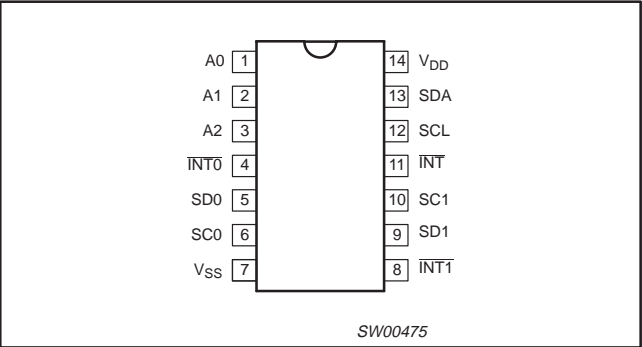 A0 1 14 VDD
A1 2 13 SDA
A2 3 12 SCL
INT0 4 11 INT
SD0 5 10 SC1
SC0 6 9 SD1
VSS 7 8 INT1
SW00475